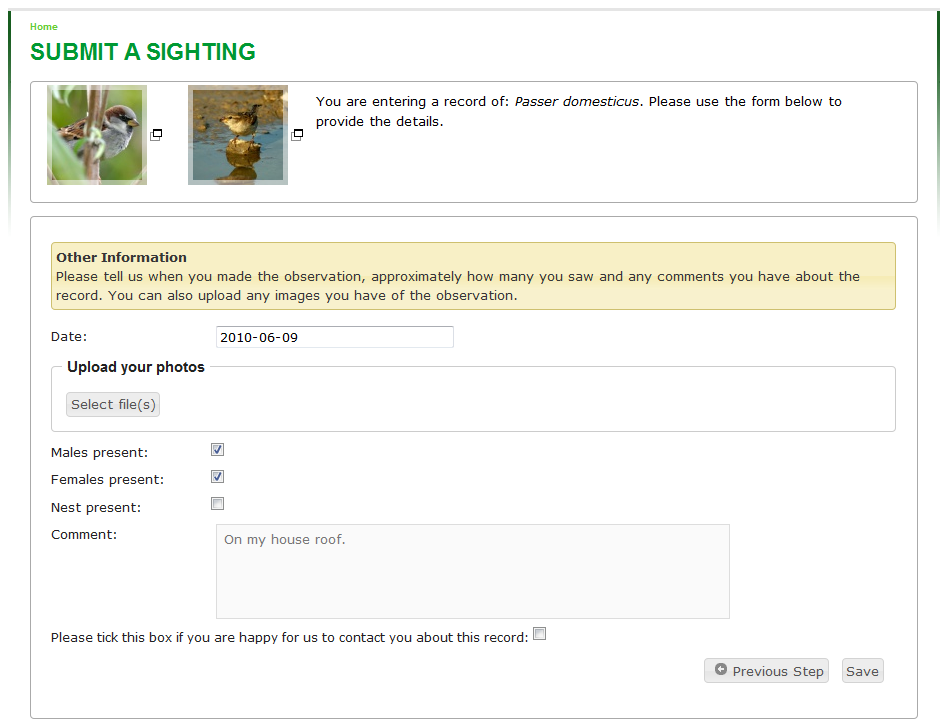 Home
SUBMIT A SIGHTING
You are entering a record of: Passer domesticus. Please use the form below to
provide the details.
Other Information
Please tell us when you made the observation, approximately how many you saw and any comments you have about the
record. You can also upload any images you have of the observation.
Date: 2010-06-09
Upload your photos
Select file(s)
Males present:
Females present:
Nest present:
Comment: On my house roof.
Please tick this box if you are happy for us to contact you about this record:
Previous Step Save